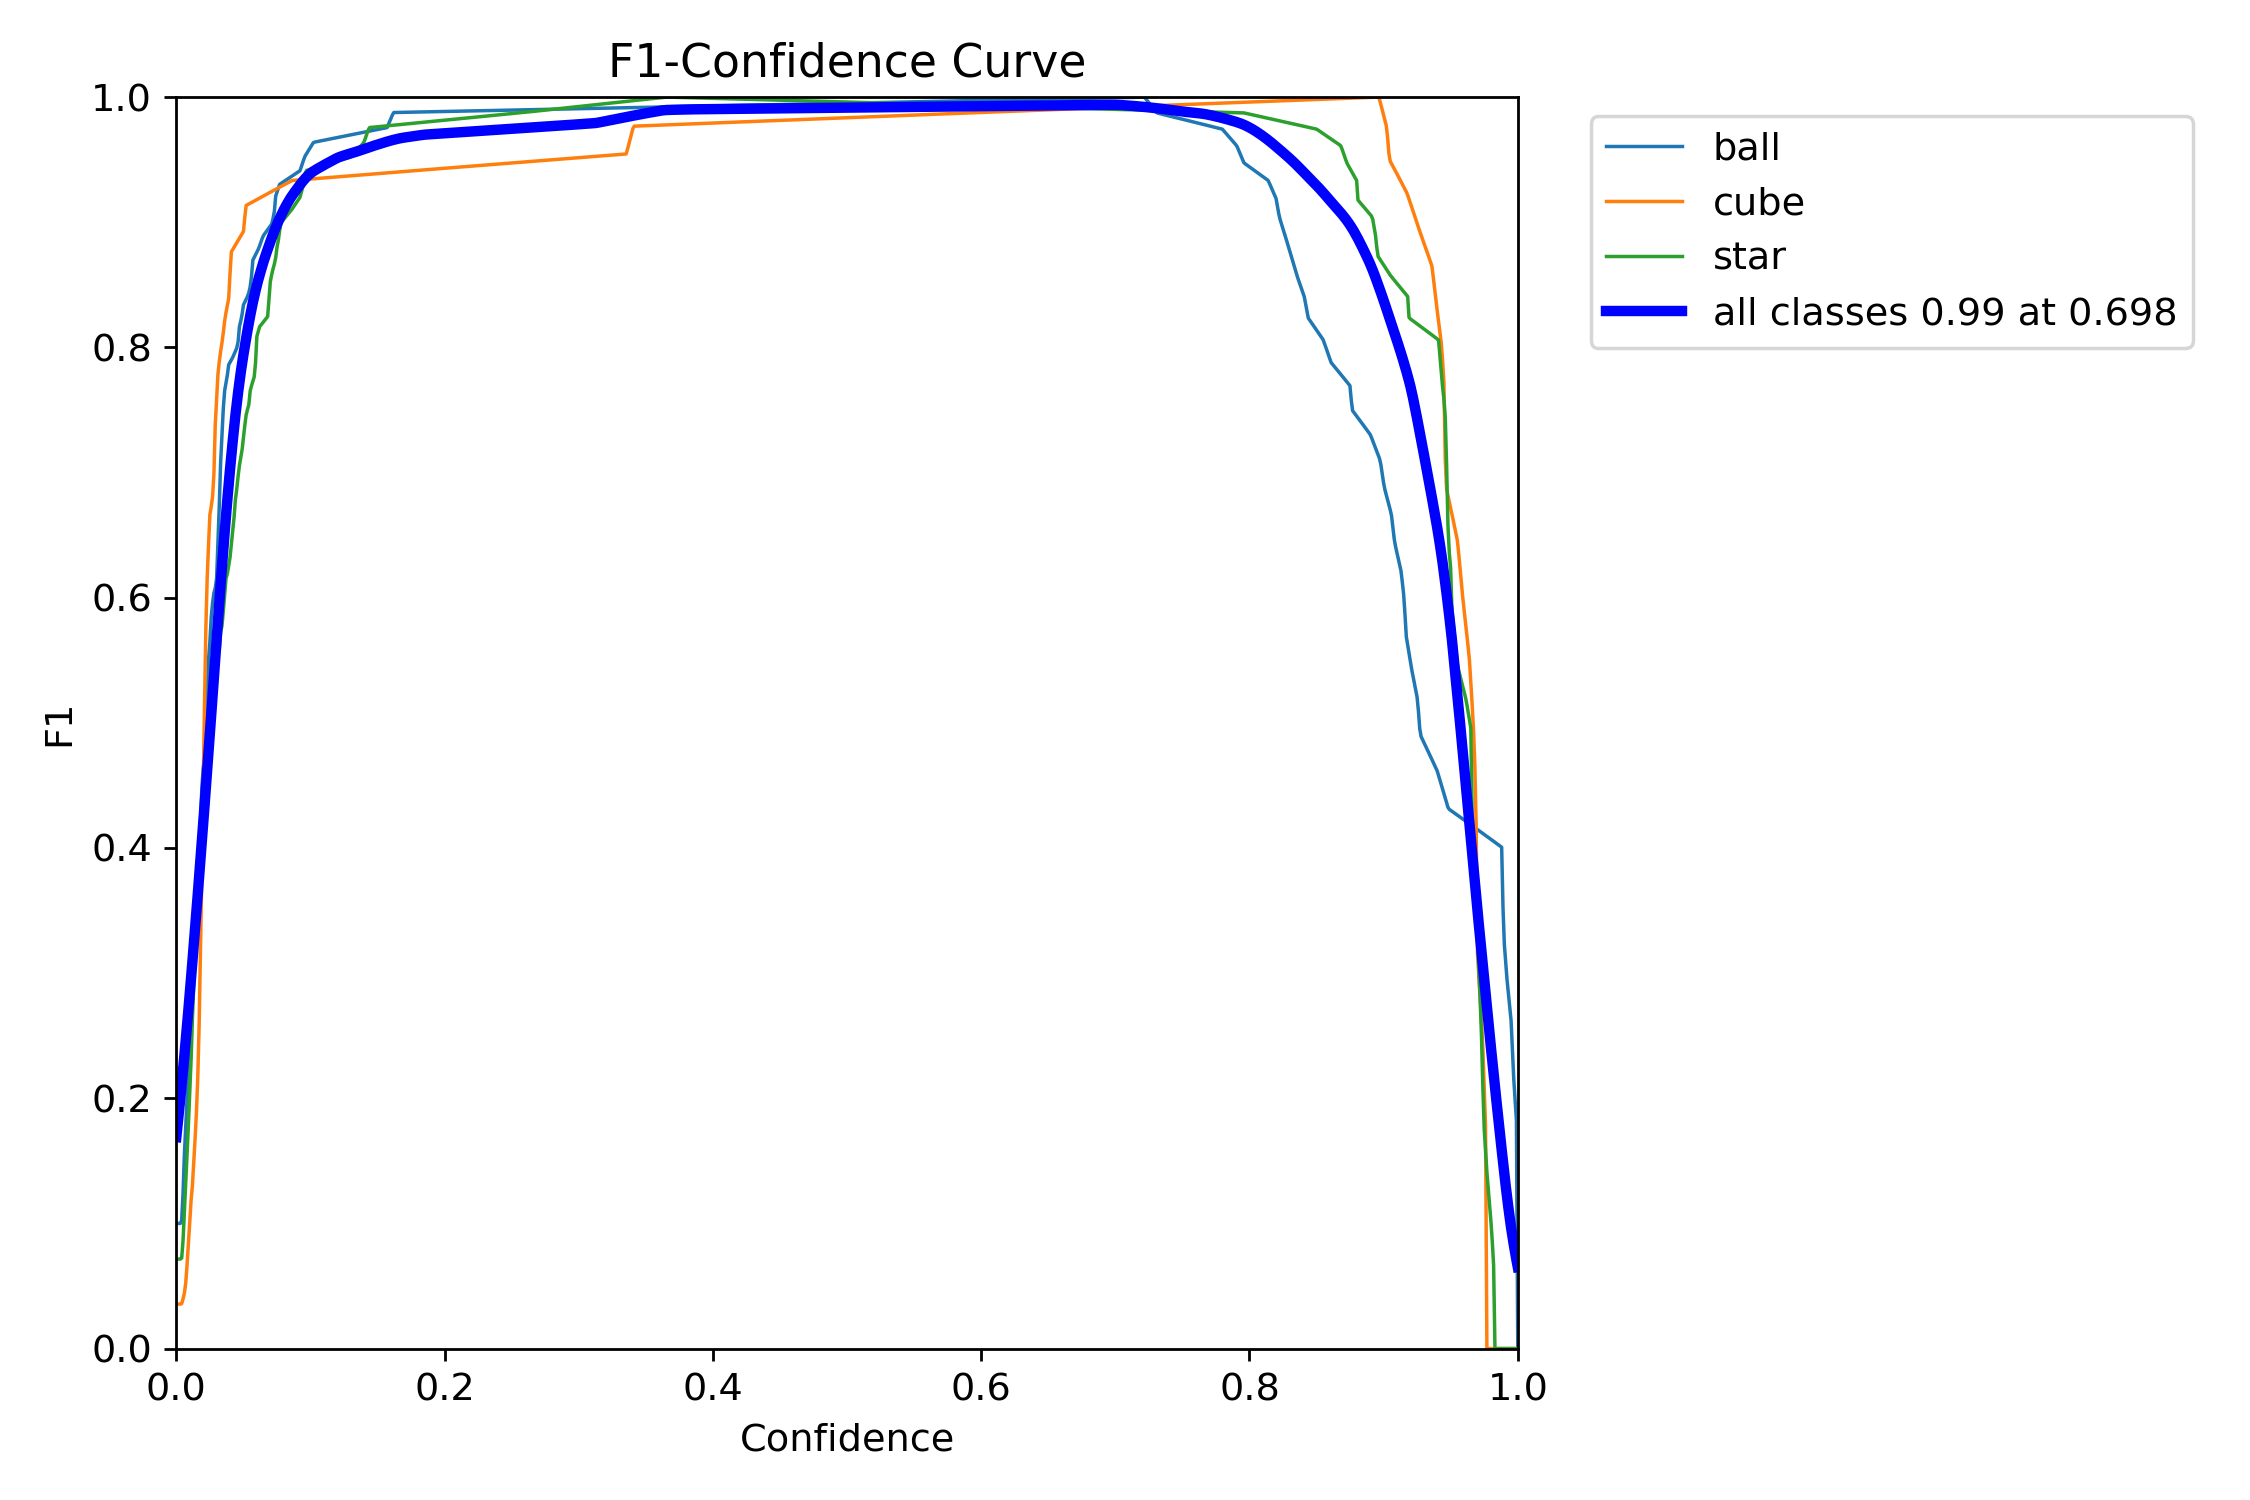 F1-Confidence Curve
1.0
0.8
0.6
0.4
0.2
0.0
F1
0.0 0.2 0.4 0.6 0.8 1.0
Confidence
ball
cube
star
all classes 0.99 at 0.698